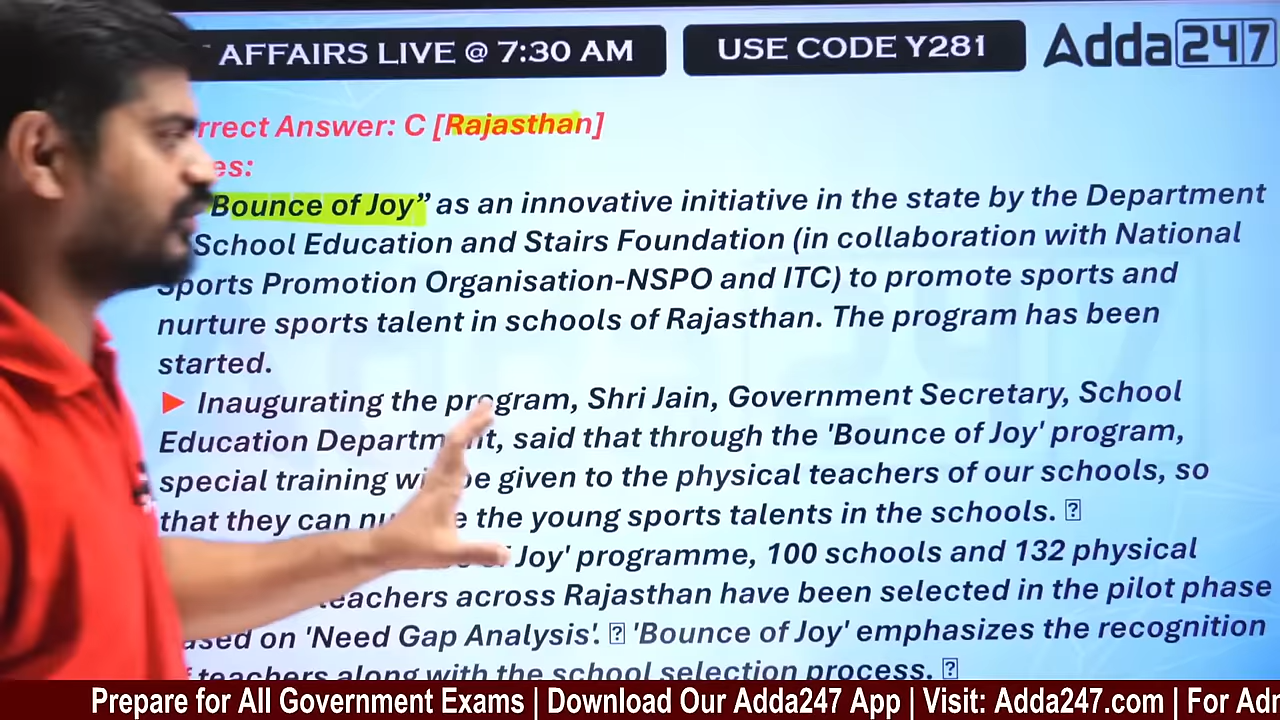 AFFAIRS LIVE @ 7:30 AM
USE CODE Y281
Adda247
rrect Answer: C [Rajasthan]
es:
Bounce of Joy” as an innovative initiative in the state by the Department
School Education and Stairs Foundation (in collaboration with National
Sports Promotion Organisation-NSPO and ITC) to promote sports and
nurture sports talent in schools of Rajasthan. The program has been
started.
► Inaugurating the program, Shri Jain, Government Secretary, School
Education Department, said that through the 'Bounce of Joy' program,
special training will be given to the physical teachers of our schools, so
that they can the young sports talents in the schools.
Joy' programme, 100 schools and 132 physical
teachers across Rajasthan have been selected in the pilot phase
based on 'Need Gap Analysis'. 'Bounce of Joy' emphasizes the recognition
teachers along with the school selection process.
Prepare for All Government Exams | Download Our Adda247 App | Visit: Adda247.com | For Adr